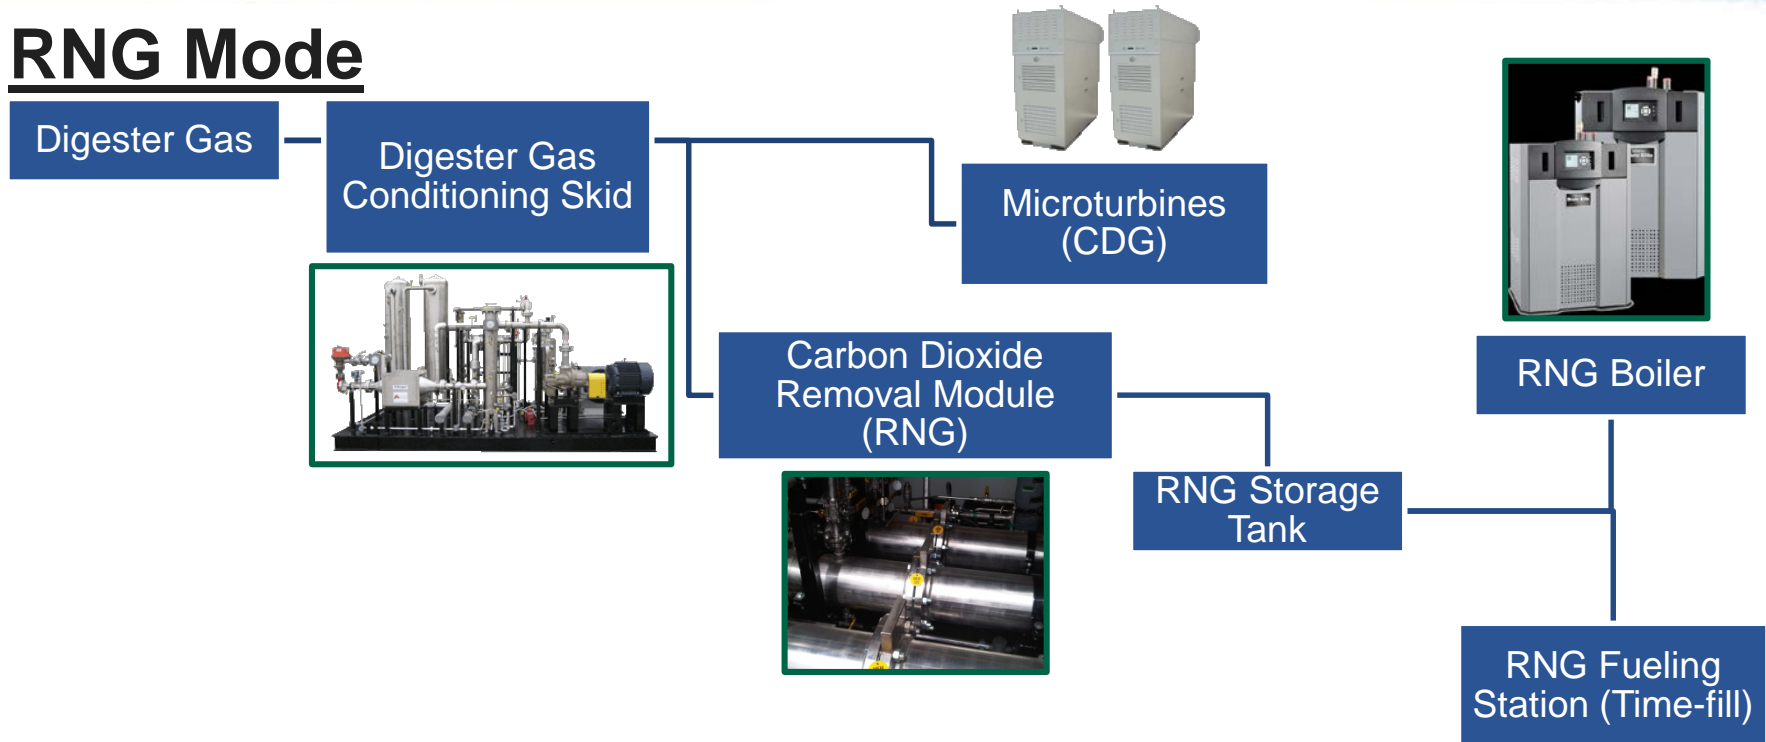 RNG Mode
Digester Gas
Digester Gas
Conditioning Skid
Microturbines
(CDG)
Carbon Dioxide
Removal Module
(RNG)
RNG Storage
Tank
RNG Boiler
RNG Fueling
Station (Time-fill)